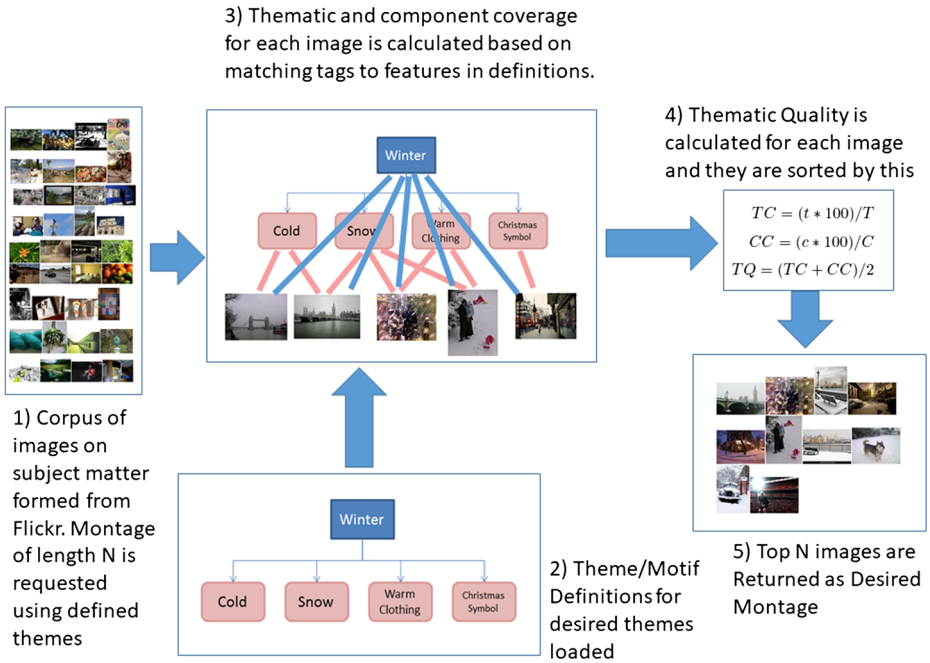 3) Thematic and component coverage
for each image is calculated based on
matching tags to features in definitions.
Winter
Cold
Snow
Warm
Clothing
Christmas
Symbol
4) Thematic Quality is
calculated for each image
and they are sorted by this
TC = (t ∗ 100)/T
CC = (c ∗ 100)/C
TQ = (TC + CC)/2
1) Corpus of
images on
subject matter
formed from
Flickr. Montage
of length N is
requested
using defined
themes
Winter
Cold
Snow
Warm
Clothing
Christmas
Symbol
2) Theme/Motif
Definitions for
desired themes
loaded
5) Top N images are
Returned as Desired
Montage